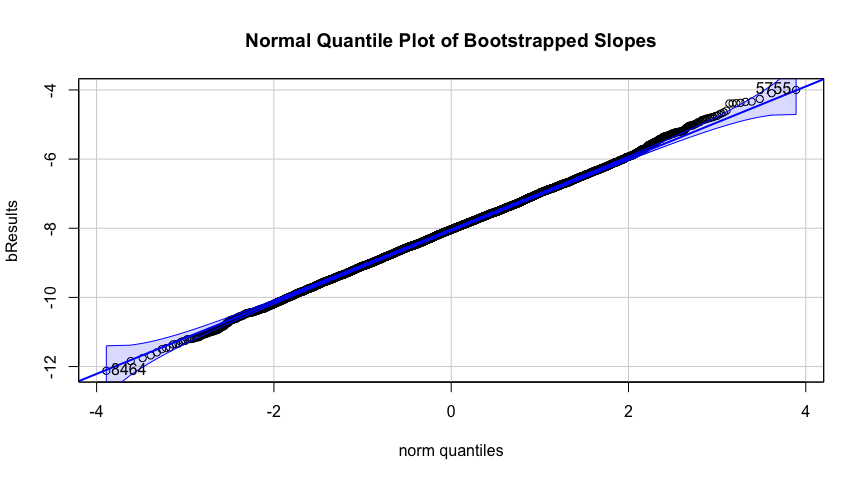 Normal Quantile Plot of Bootstrapped Slopes
5755
8464
-4
-6
-8
-10
-12
bResults
-4 -2 0 2 4
norm quantiles